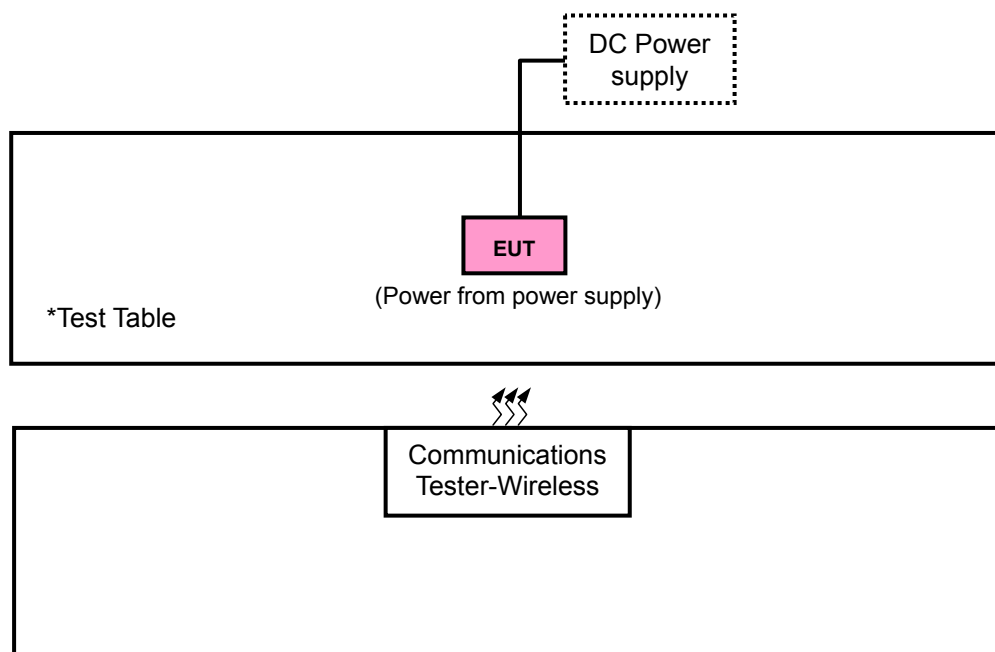 DC Power
supply
EUT
(Power from power supply)
*Test Table
Communications
Tester-Wireless